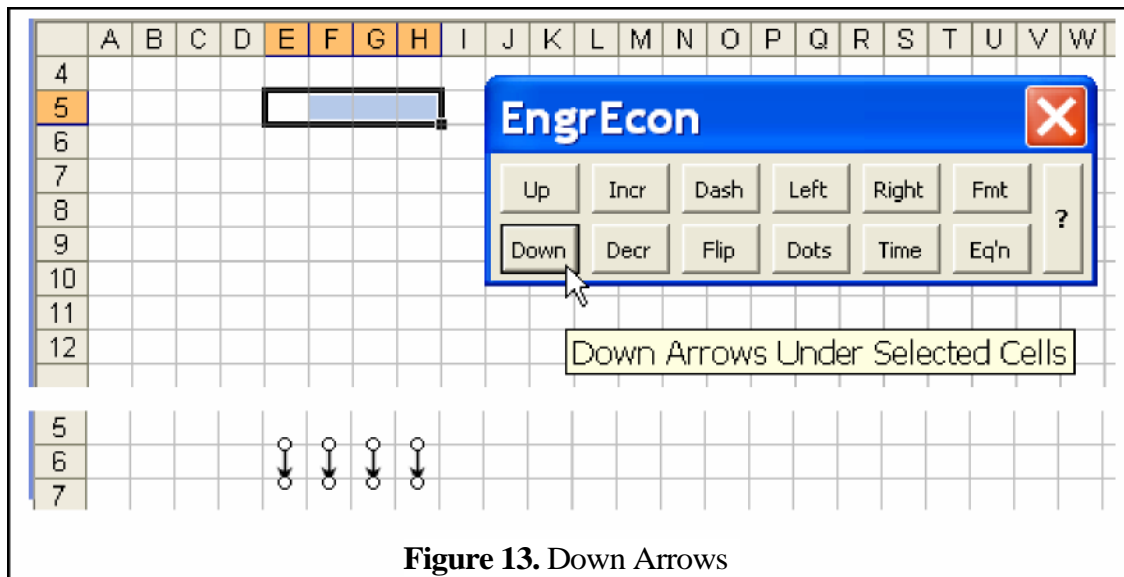 A B C D E F G H I J K L M N O P Q R S T U V W
4
5
6
7
8
9
10
11
12
EngrEcon
Up Incr Dash Left Right Fmt ?
Down Decr Flip Dots Time Eq'n
Down Arrows Under Selected Cells
5
6
7
Figure 13. Down Arrows